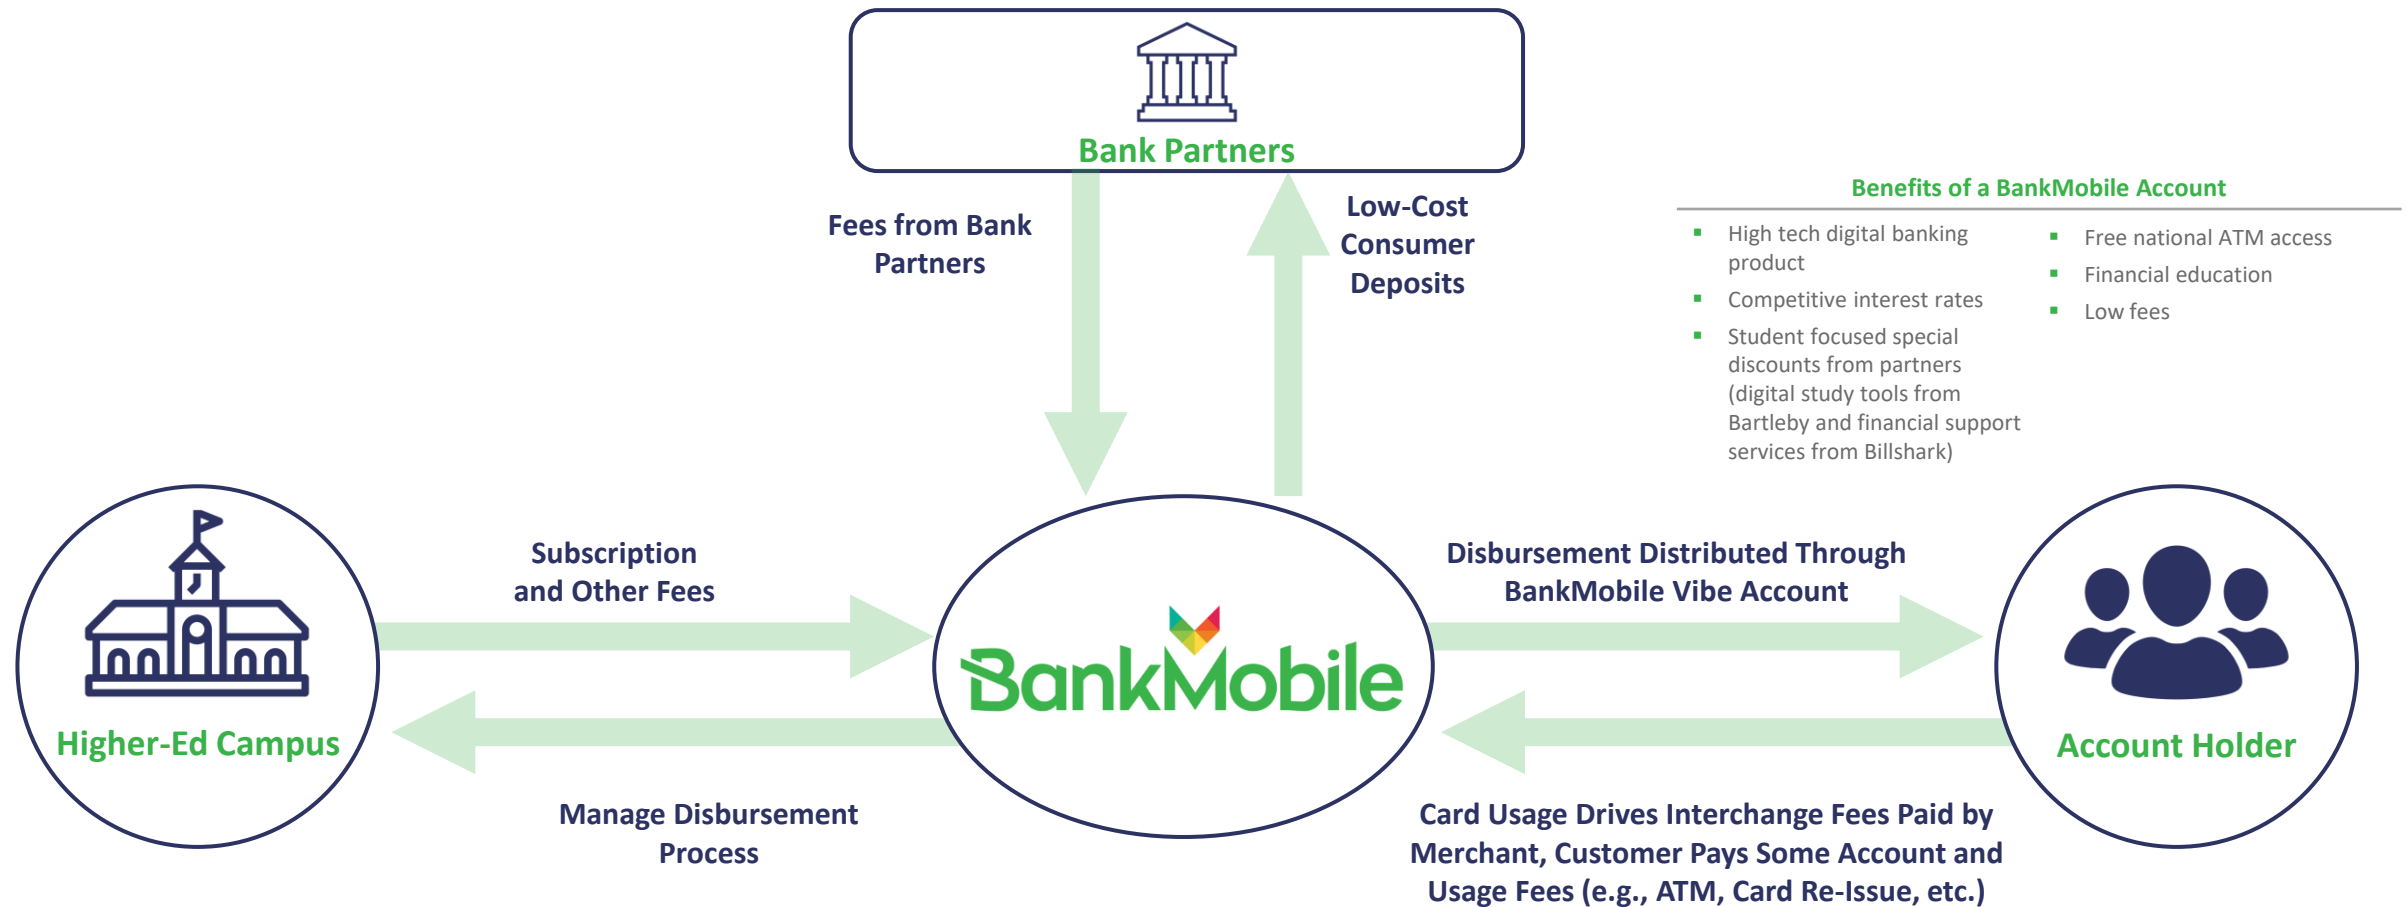 Bank Partners
Fees from Bank
Partners
Low-Cost
Consumer
Deposits
Benefits of a BankMobile Account
▪ High tech digital banking
product
▪ Competitive interest rates
▪ Student focused special
discounts from partners
(digital study tools from
Bartleby and financial support
services from Billshark)
▪ Free national ATM access
▪ Financial education
▪ Low fees
Higher-Ed Campus
Subscription
and Other Fees
Manage Disbursement
Process
BankMobile
Disbursement Distributed Through
BankMobile Vibe Account
Card Usage Drives Interchange Fees Paid by
Merchant, Customer Pays Some Account and
Usage Fees (e.g., ATM, Card Re-Issue, etc.)
Account Holder